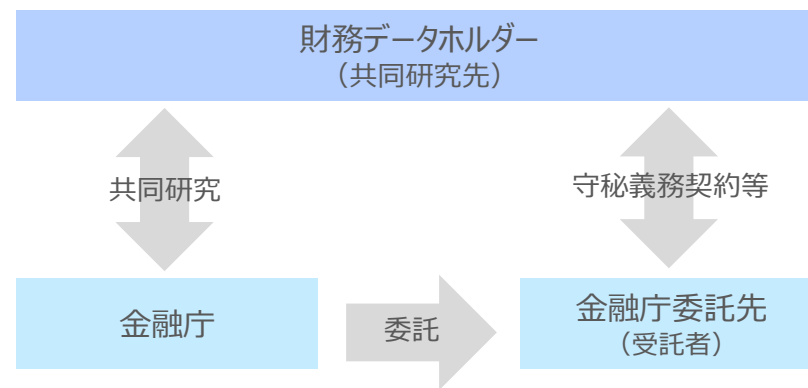 財務データホルダー
（共同研究先）
共同研究
守秘義務契約等
金融庁
委託
金融庁委託先
（受託者）